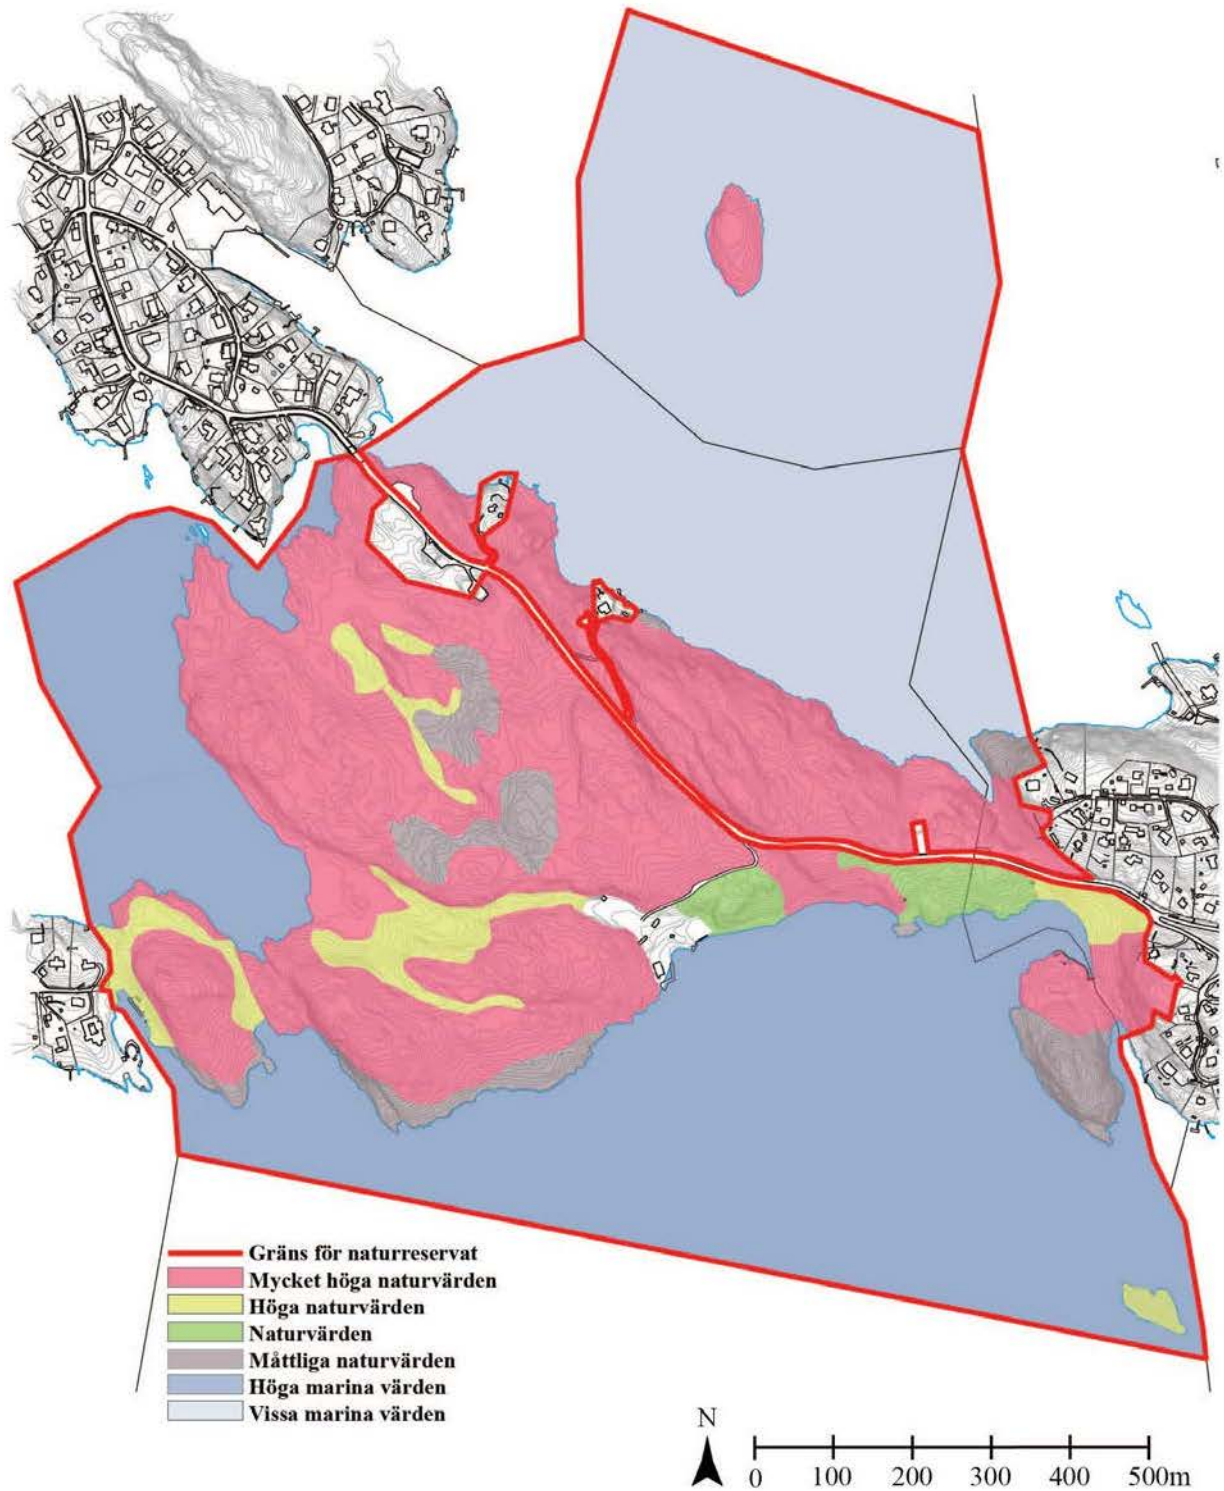 Gräns för naturreservat
Mycket höga naturvärden
Höga naturvärden
Naturvärden
Måttliga naturvärden
Höga marina värden
Vissa marina värden
N
0 100 200 300 400 500m